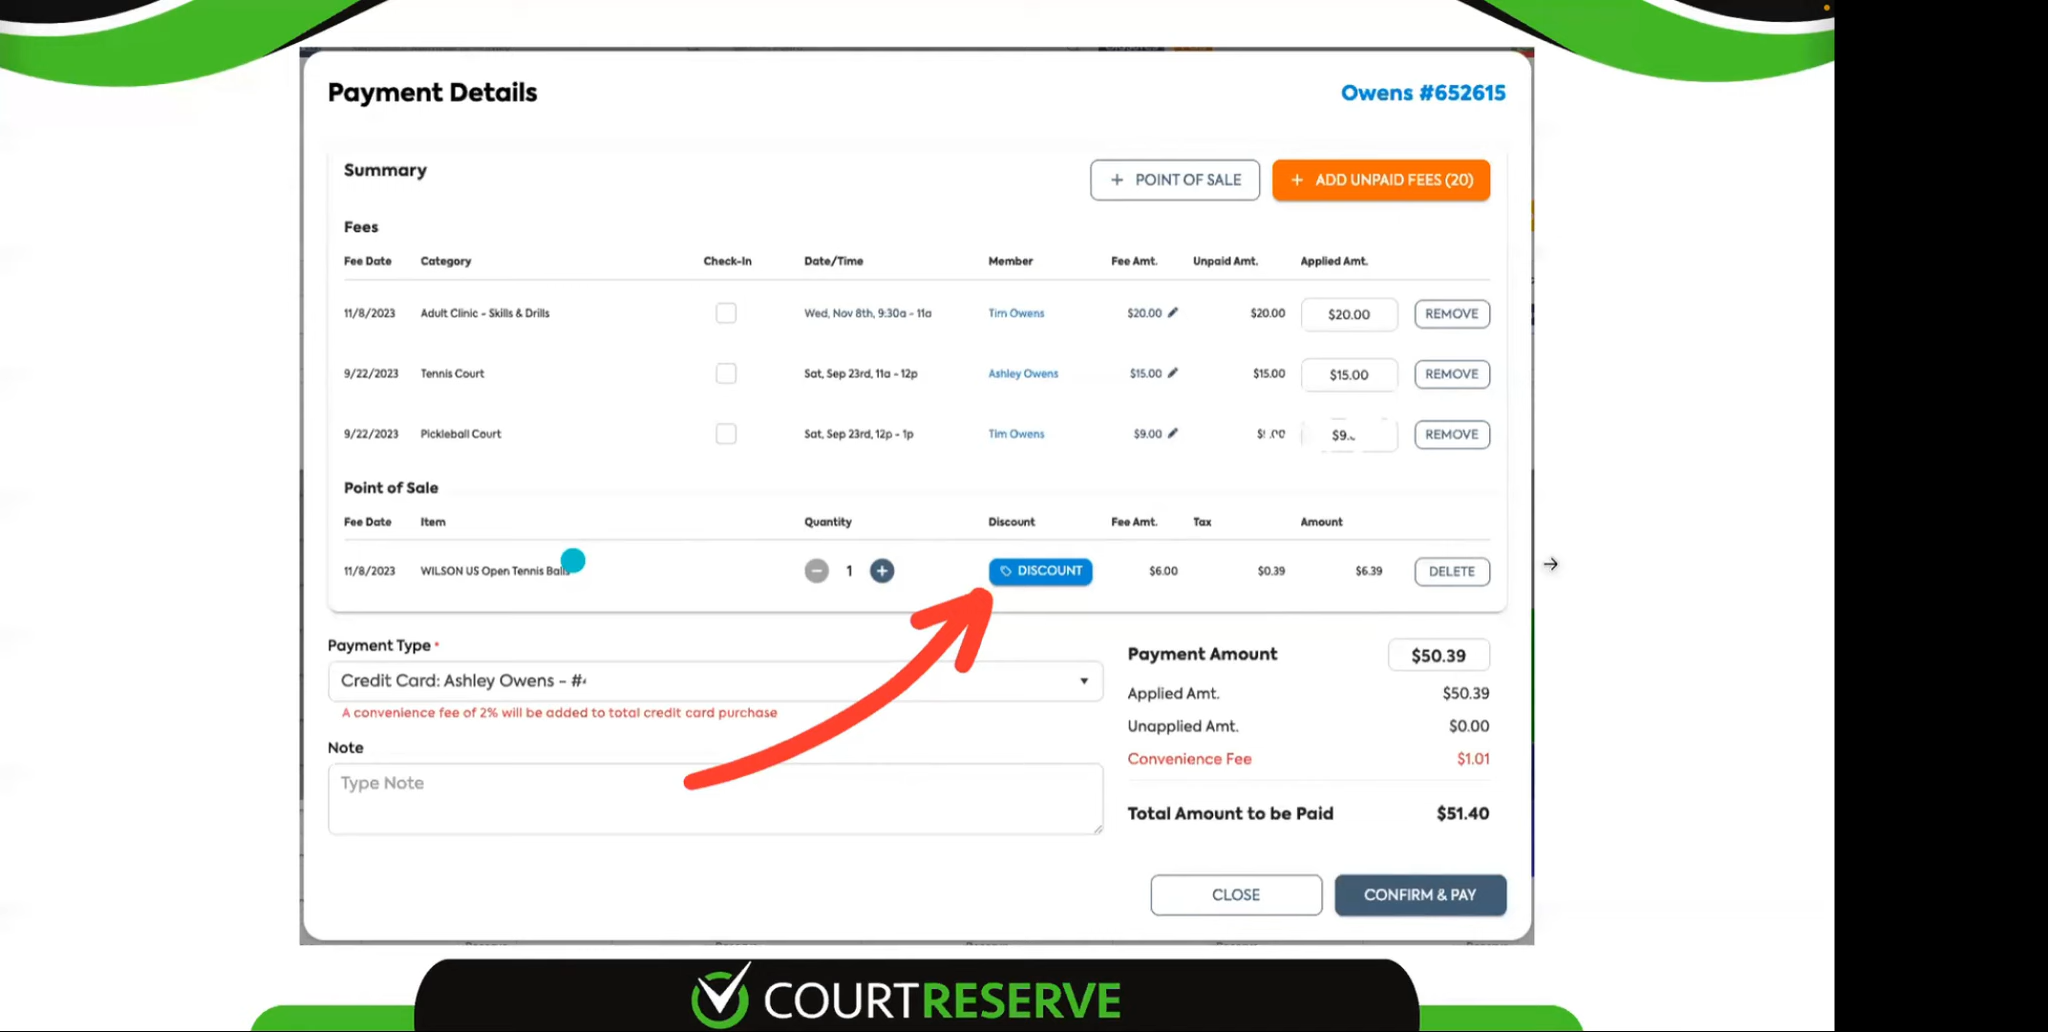 Payment Details
Owens #652615
Summary
+ POINT OF SALE
+ ADD UNPAID FEES (20)
Fees
Fee Date Category Check-In Date/Time Member Fee Amt. Unpaid Amt. Applied Amt.
11/8/2023 Adult Clinic - Skills & Drills Wed, Nov 8th, 9:30a - 11a Tim Owens $20.00 $20.00 $20.00 REMOVE
9/22/2023 Tennis Court Sat, Sep 23rd, 11a - 12p Ashley Owens $15.00 $15.00 $15.00 REMOVE
9/22/2023 Pickleball Court Sat, Sep 23rd, 12p - 1p Tim Owens $9.00 REMOVE
Point of Sale
Fee Date Item Quantity Discount Fee Amt. Tax Amount
11/8/2023 WILSON US Open Tennis Balls − 1 + DISCOUNT $6.00 $0.39 $6.39 DELETE
Payment Type *
Credit Card: Ashley Owens - #
A convenience fee of 2% will be added to total credit card purchase
Note
Type Note
Payment Amount $50.39
Applied Amt. $50.39
Unapplied Amt. $0.00
Convenience Fee $1.01
Total Amount to be Paid $51.40
CLOSE
CONFIRM & PAY
COURTRESERVE